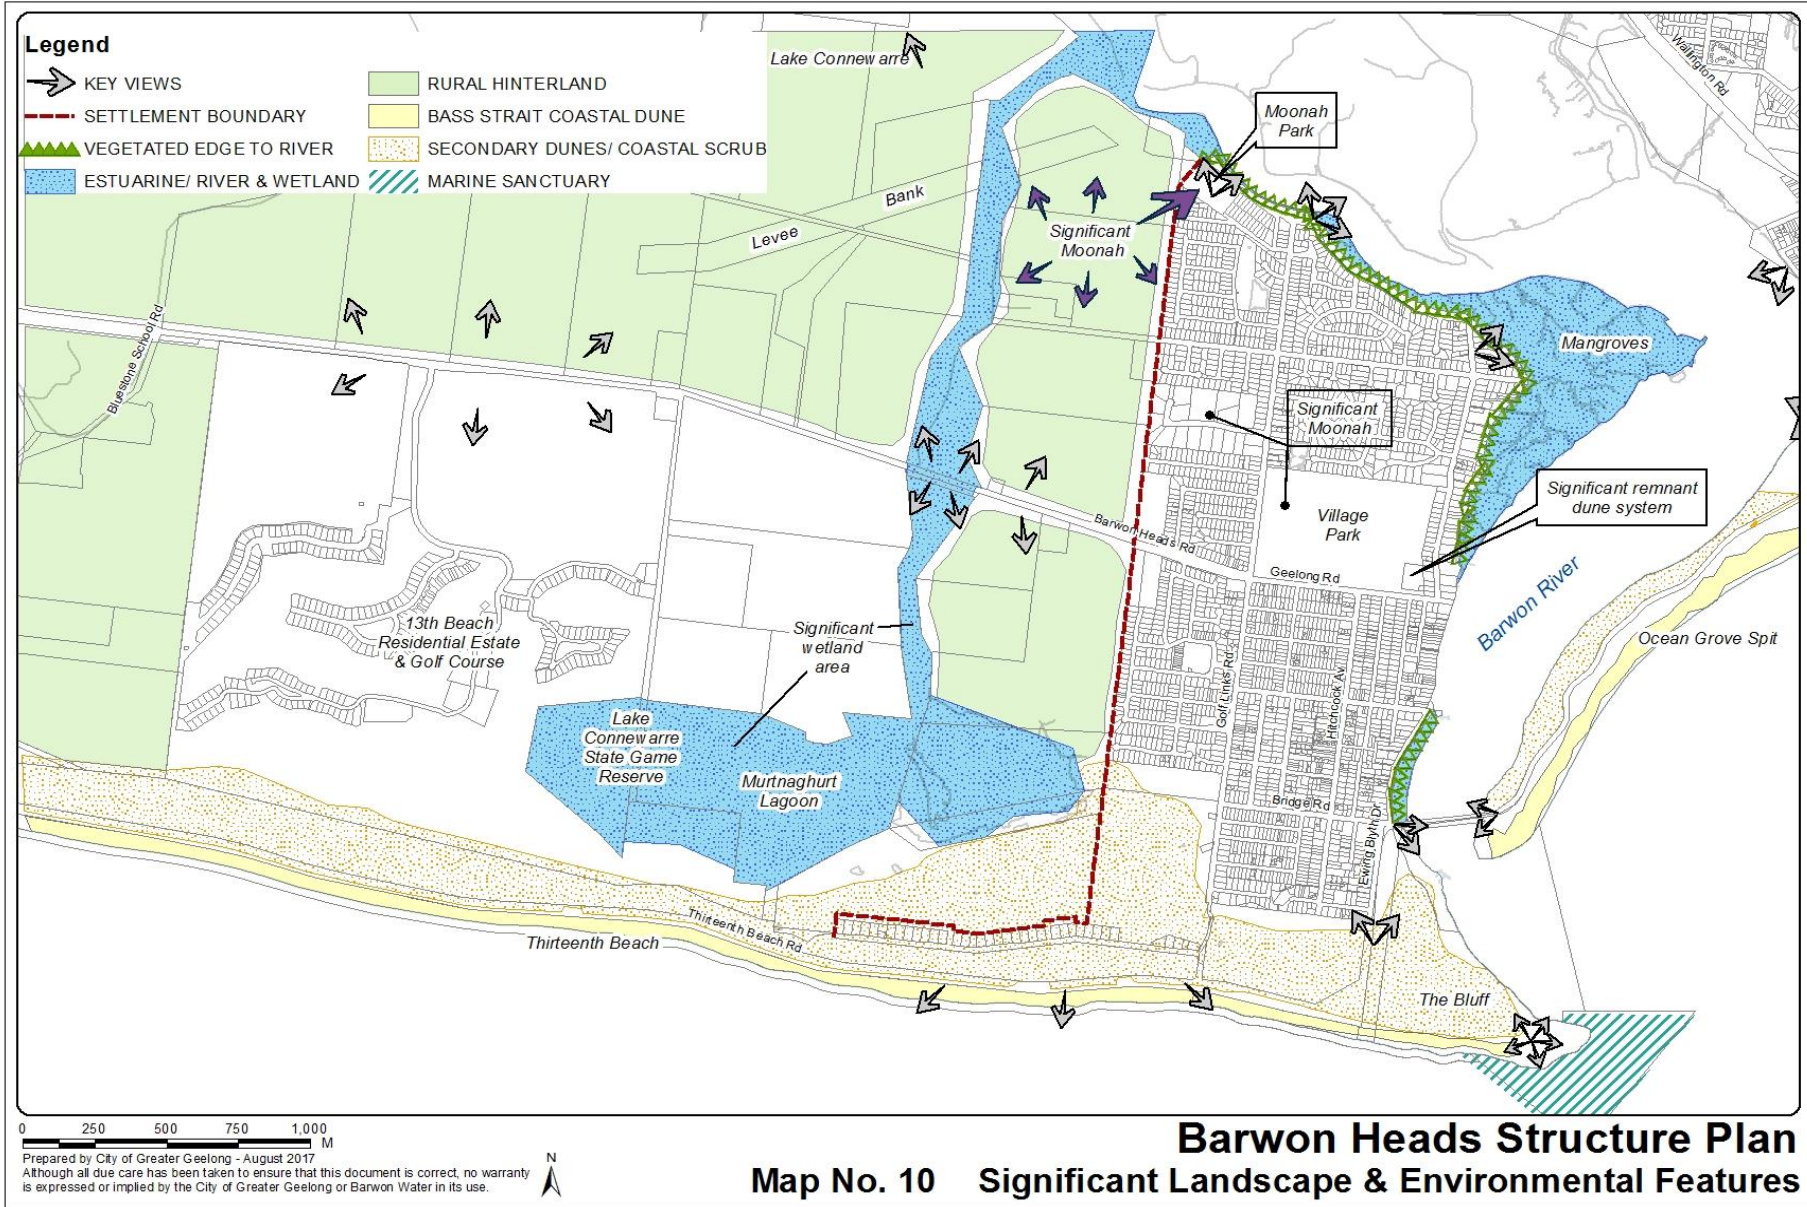 Legend
KEY VIEWS
SETTLEMENT BOUNDARY
VEGETATED EDGE TO RIVER
ESTUARINE/ RIVER & WETLAND
RURAL HINTERLAND
BASS STRAIT COASTAL DUNE
SECONDARY DUNES/ COASTAL SCRUB
MARINE SANCTUARY
Lake Connewarre
Wallington Rd
Moonah
Park
Bank
Levee
Significant
Moonah
Bluestone School Rd
Mangroves
Significant
Moonah
Significant remnant
dune system
Village
Park
Barwon Heads Rd
Geelong Rd
Barwon River
Ocean Grove Spit
13th Beach
Residential Estate
& Golf Course
Significant
wetland
area
Golf Links Rd
Hitchcock Av
Lake
Connewarre
State Game
Reserve
Murtnaghurt
Lagoon
Bridge Rd
Ewing Blyth Dr
Thirteenth Beach Rd
Thirteenth Beach
The Bluff
0 250 500 750 1,000
M
Prepared by City of Greater Geelong - August 2017
Although all due care has been taken to ensure that this document is correct, no warranty
is expressed or implied by the City of Greater Geelong or Barwon Water in its use.
N
Barwon Heads Structure Plan
Map No. 10 Significant Landscape & Environmental Features